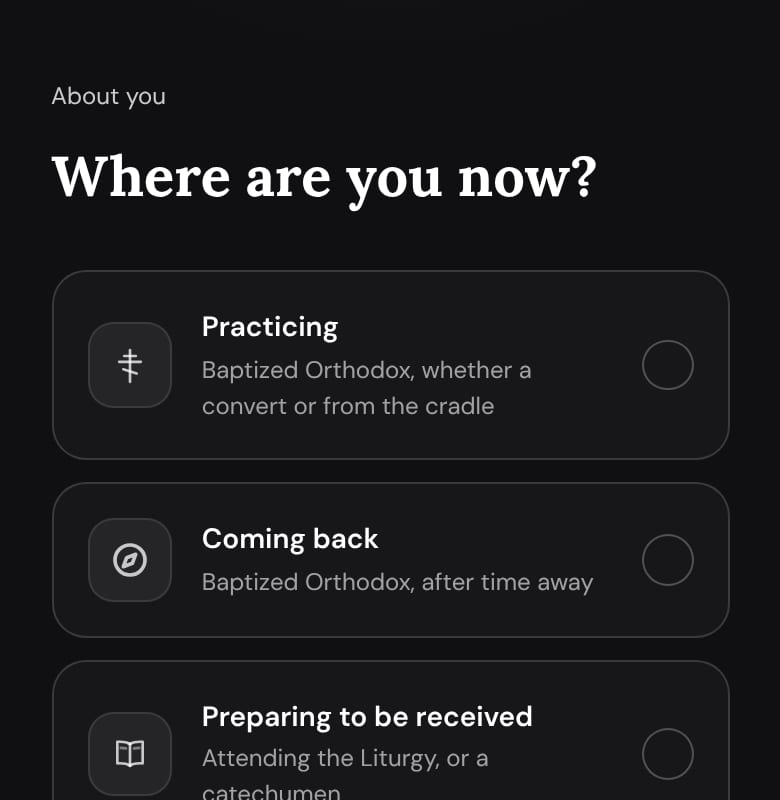 About you
Where are you now?
Practicing
Baptized Orthodox, whether a
convert or from the cradle
Coming back
Baptized Orthodox, after time away
Preparing to be received
Attending the Liturgy, or a
catechumen